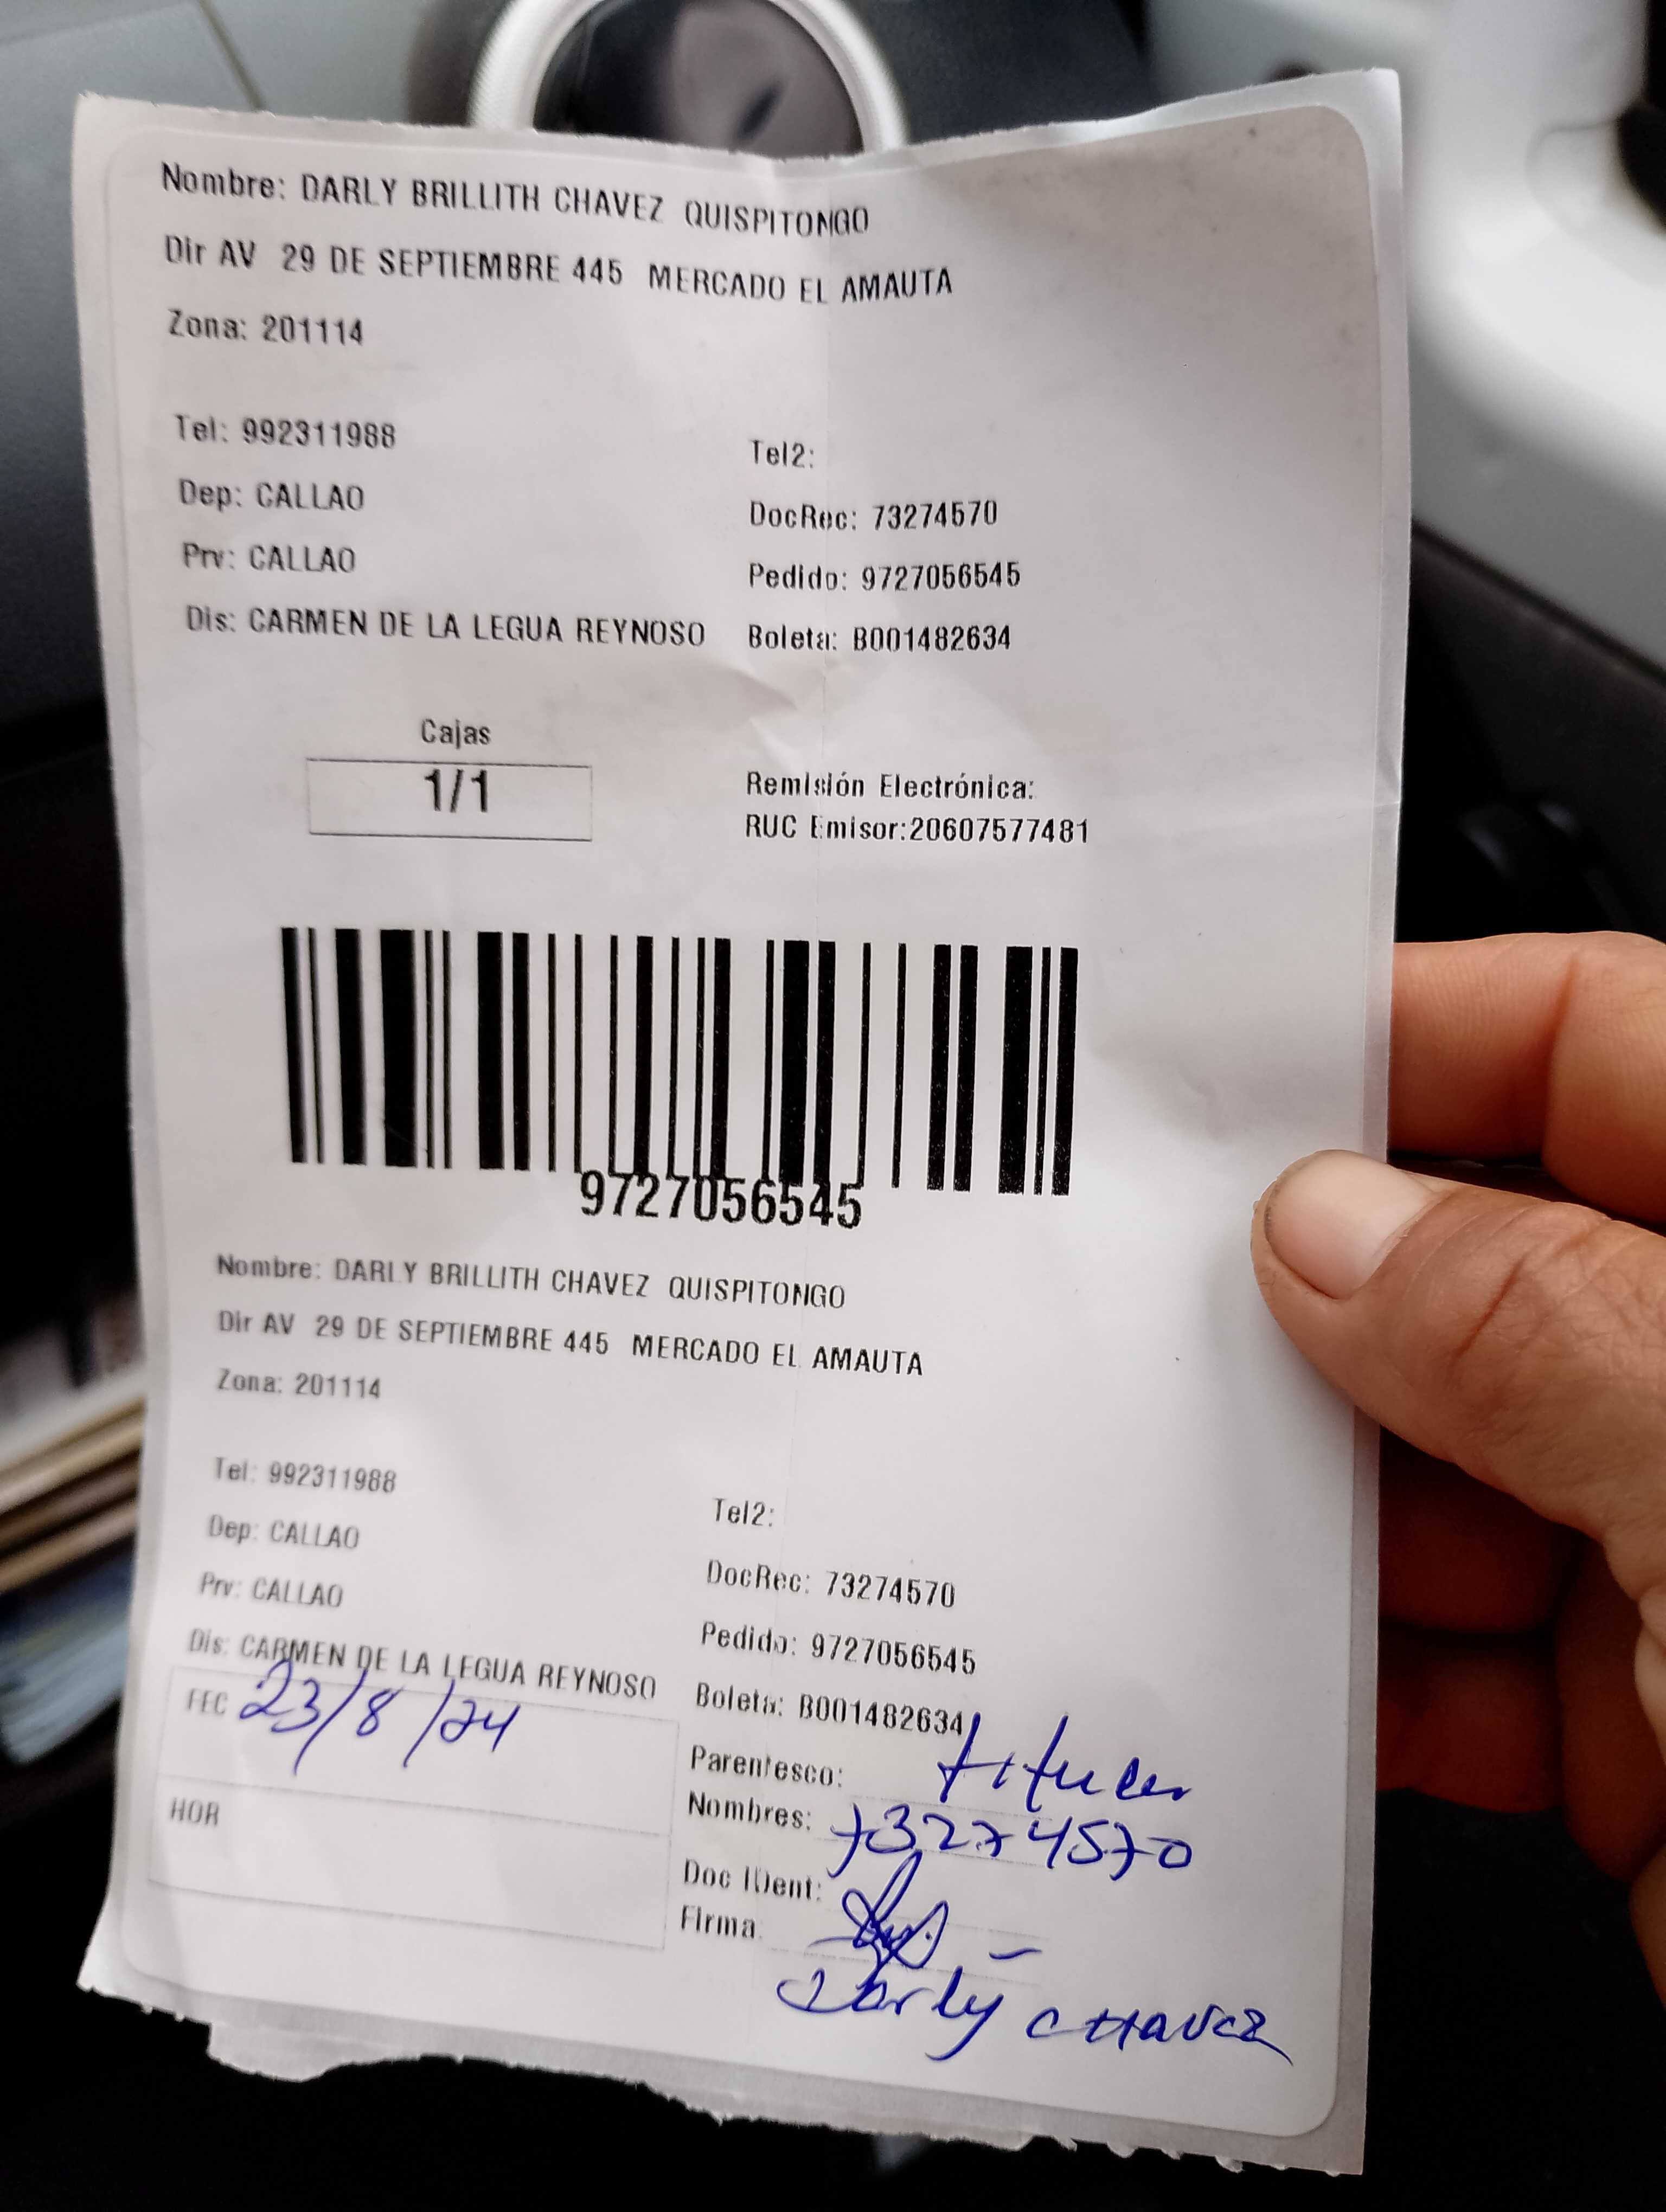 Nombre: DARLY BRILLITH CHAVEZ QUISPITONGO
Dir AV 29 DE SEPTIEMBRE 445 MERCADO EL AMAUTA
Zona: 201114
Tel: 992311988 Tel2:
Dep: CALLAO DocRec: 73274570
Prv: CALLAO Pedido: 9727056545
Dis: CARMEN DE LA LEGUA REYNOSO Boleta: B001482634
Cajas
1/1
Remisión Electrónica:
RUC Emisor:20607577481
9727056545
Nombre: DARLY BRILLITH CHAVEZ QUISPITONGO
Dir AV 29 DE SEPTIEMBRE 445 MERCADO EL AMAUTA
Zona: 201114
Tel: 992311988 Tel2:
Dep: CALLAO DocRec: 73274570
Prv: CALLAO Pedido: 9727056545
Dis: CARMEN DE LA LEGUA REYNOSO Boleta: B001482634
FEC 23/8/24
HOR
Parentesco: titular
Nombres: 73274570
Doc IDent:
Firma:
Darly CHAVEZ